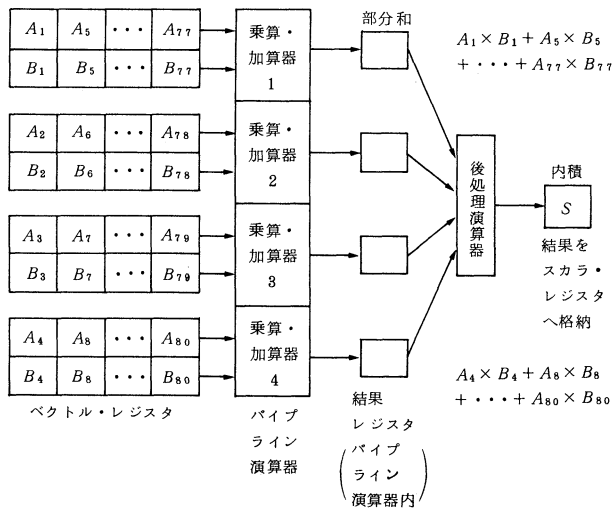 A1 A5 ・・・ A77
B1 B5 ・・・ B77
乗算・
加算器
1
部分和
A1×B1+A5×B5
+・・・+A77×B77
A2 A6 ・・・ A78
B2 B6 ・・・ B78
乗算・
加算器
2
A3 A7 ・・・ A79
B3 B7 ・・・ B79
乗算・
加算器
3
後処理演算器
内積
S
結果を
スカラ・
レジスタ
へ格納
A4 A8 ・・・ A80
B4 B8 ・・・ B80
乗算・
加算器
4
A4×B4+A8×B8
+・・・+A80×B80
ベクトル・レジスタ
パイプ
ライン
演算器
結果
レジスタ
(パイプ
ライン
演算器内)